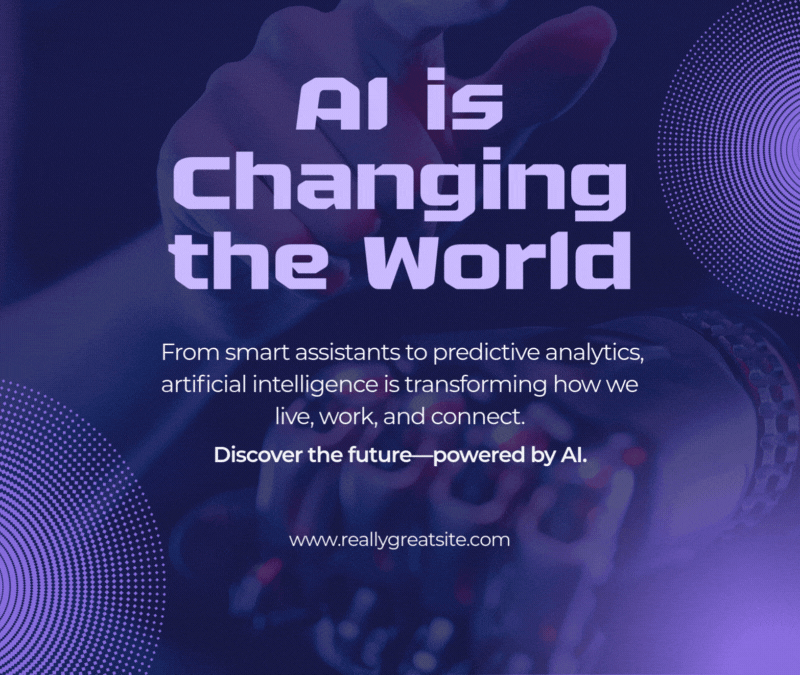 AI is
Changing
the World
From smart assistants to predictive analytics,
artificial intelligence is transforming how we
live, work, and connect.
Discover the future—powered by AI.
www.reallygreatsite.com